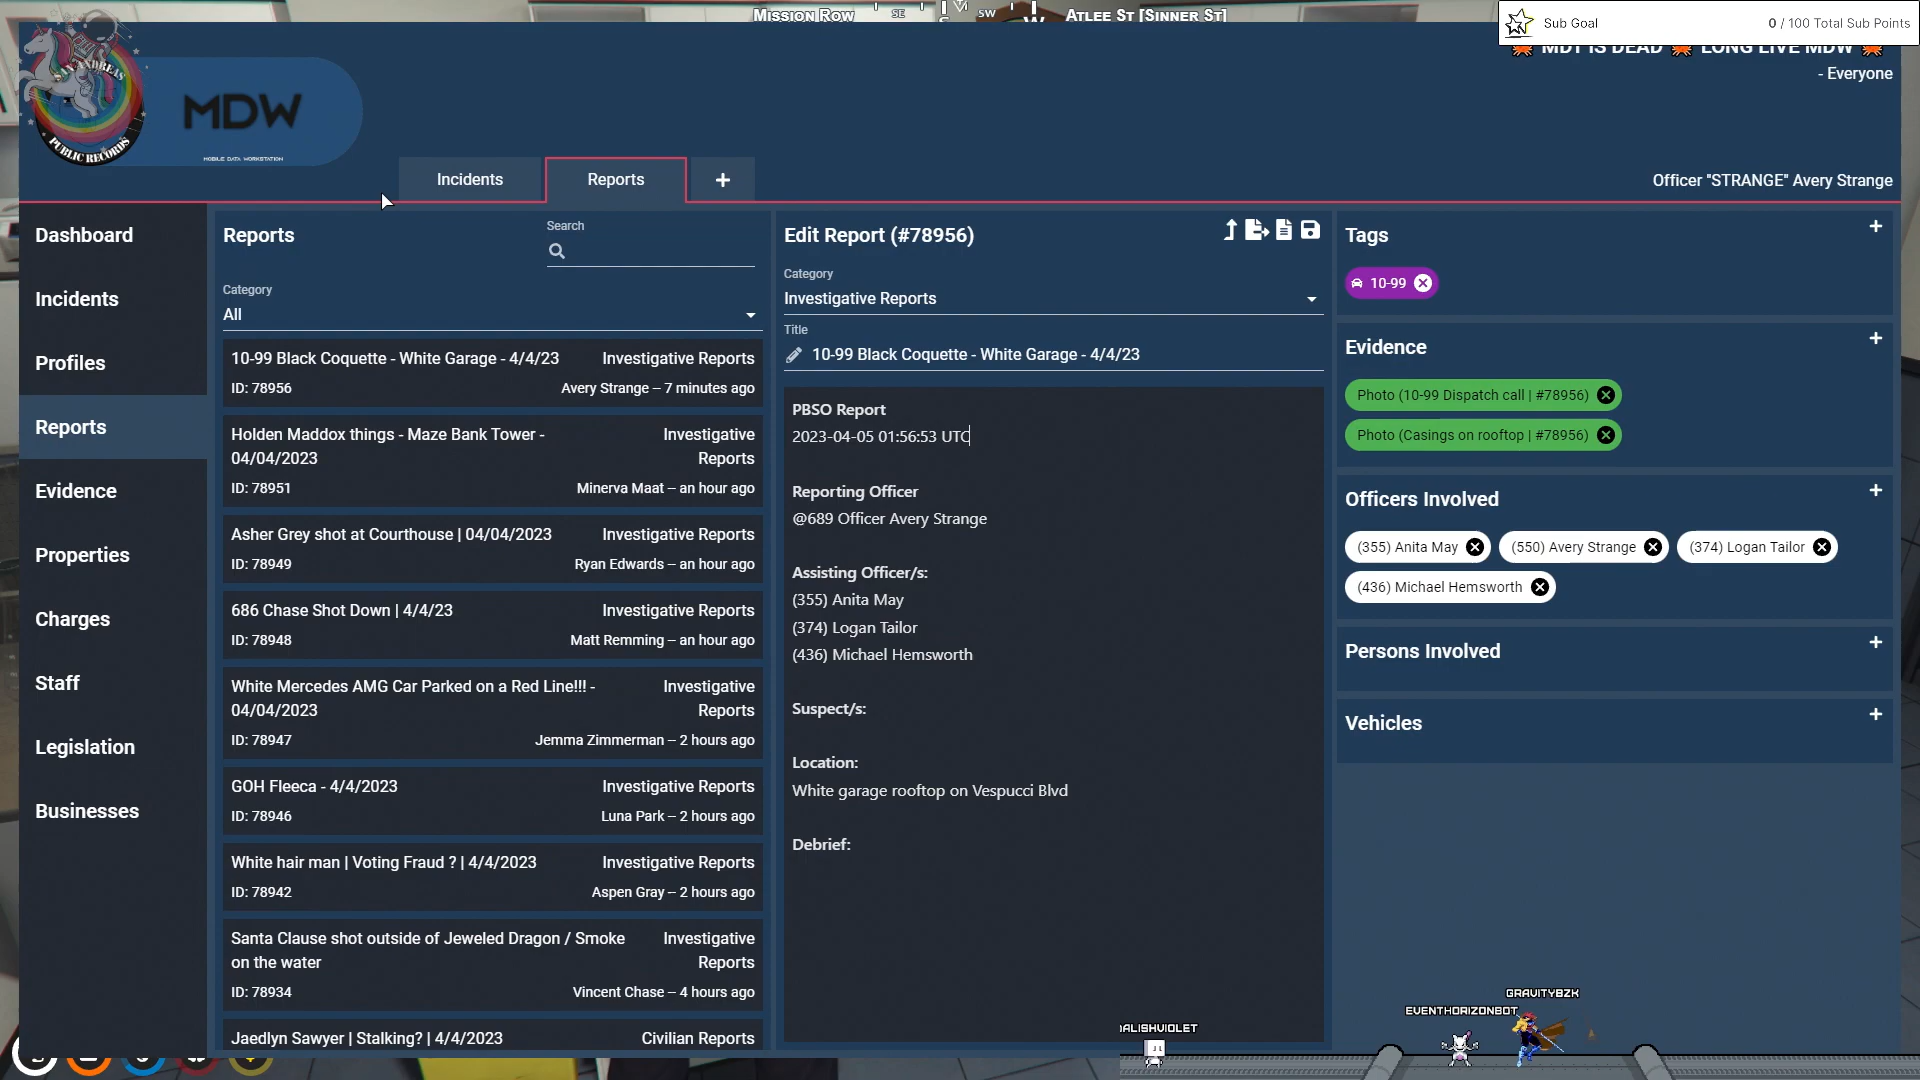 Mission Row
SE
S
SW
W
Atlee St [Sinner St]
Sub Goal
0 / 100 Total Sub Points
MDT IS DEAD
LONG LIVE MDW
- Everyone
SAN ANDREAS
PUBLIC RECORDS
MDW
MOBILE DATA WORKSTATION
Incidents
Reports
+
Officer "STRANGE" Avery Strange
Dashboard
Incidents
Profiles
Reports
Evidence
Properties
Charges
Staff
Legislation
Businesses
Reports
Search
Category
All
10-99 Black Coquette - White Garage - 4/4/23
Investigative Reports
ID: 78956
Avery Strange – 7 minutes ago
Holden Maddox things - Maze Bank Tower -
04/04/2023
Investigative
Reports
ID: 78951
Minerva Maat – an hour ago
Asher Grey shot at Courthouse | 04/04/2023
Investigative Reports
ID: 78949
Ryan Edwards – an hour ago
686 Chase Shot Down | 4/4/23
Investigative Reports
ID: 78948
Matt Remming – an hour ago
White Mercedes AMG Car Parked on a Red Line!!! -
04/04/2023
Investigative
Reports
ID: 78947
Jemma Zimmerman – 2 hours ago
GOH Fleeca - 4/4/2023
Investigative Reports
ID: 78946
Luna Park – 2 hours ago
White hair man | Voting Fraud ? | 4/4/2023
Investigative Reports
ID: 78942
Aspen Gray – 2 hours ago
Santa Clause shot outside of Jeweled Dragon / Smoke
on the water
Investigative
Reports
ID: 78934
Vincent Chase – 4 hours ago
Jaedlyn Sawyer | Stalking? | 4/4/2023
Civilian Reports
Edit Report (#78956)
Category
Investigative Reports
Title
10-99 Black Coquette - White Garage - 4/4/23
PBSO Report
2023-04-05 01:56:53 UTC
Reporting Officer
@689 Officer Avery Strange
Assisting Officer/s:
(355) Anita May
(374) Logan Tailor
(436) Michael Hemsworth
Suspect/s:
Location:
White garage rooftop on Vespucci Blvd
Debrief:
Tags
+
10-99
Evidence
+
Photo (10-99 Dispatch call | #78956)
Photo (Casings on rooftop | #78956)
Officers Involved
+
(355) Anita May
(550) Avery Strange
(374) Logan Tailor
(436) Michael Hemsworth
Persons Involved
+
Vehicles
+
GRAVITYBZK
EVENTHORIZONBOT
ALISHVIOLET